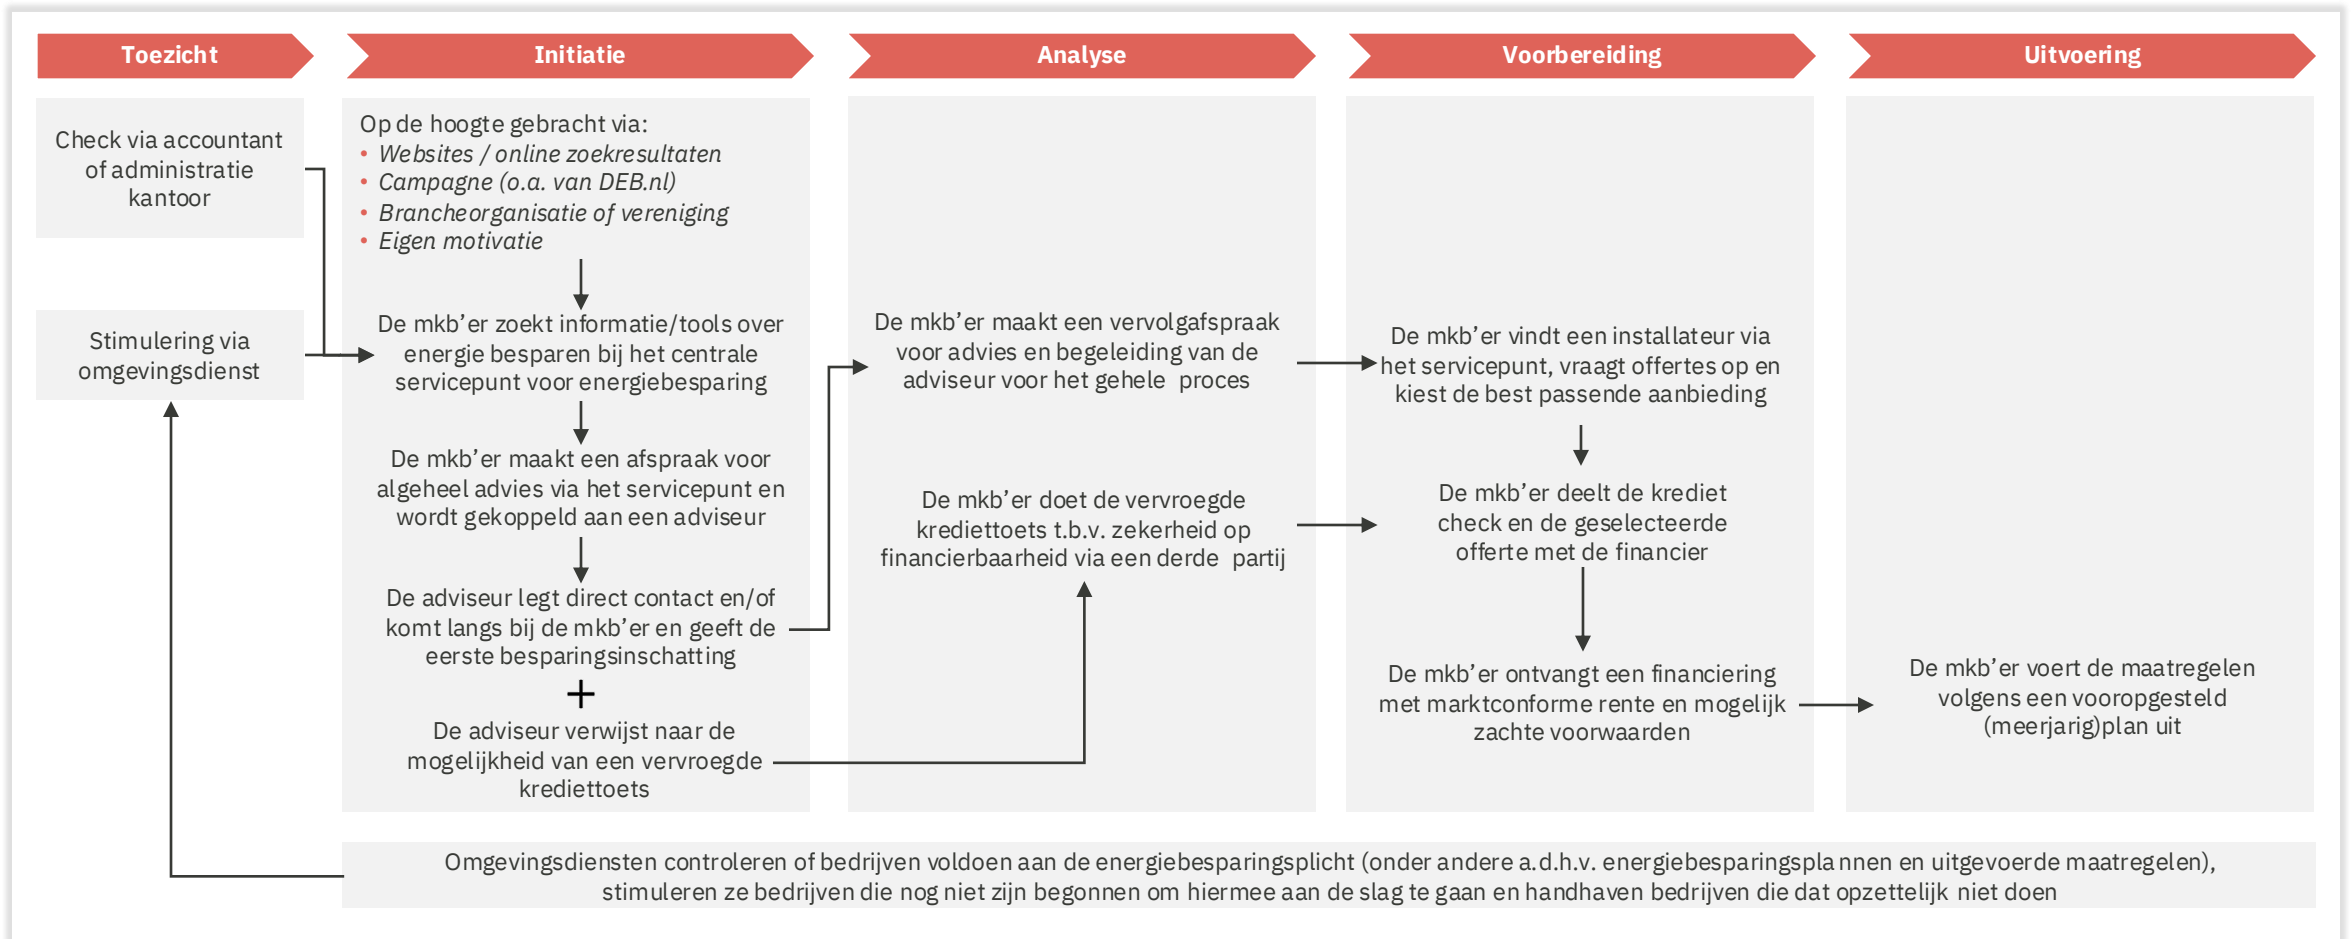 Toezicht
Initiatie
Analyse
Voorbereiding
Uitvoering
Check via accountant
of administratie
kantoor
Stimulering via
omgevingsdienst
Op de hoogte gebracht via:
• Websites / online zoekresultaten
• Campagne (o.a. van DEB.nl)
• Brancheorganisatie of vereniging
• Eigen motivatie
De mkb’er zoekt informatie/tools over
energie besparen bij het centrale
servicepunt voor energiebesparing
De mkb’er maakt een afspraak voor
algeheel advies via het servicepunt en
wordt gekoppeld aan een adviseur
De adviseur legt direct contact en/of
komt langs bij de mkb’er en geeft de
eerste besparingsinschatting
+
De adviseur verwijst naar de
mogelijkheid van een vervroegde
krediettoets
De mkb’er maakt een vervolgafspraak
voor advies en begeleiding van de
adviseur voor het gehele proces
De mkb’er doet de vervroegde
krediettoets t.b.v. zekerheid op
financierbaarheid via een derde partij
De mkb’er vindt een installateur via
het servicepunt, vraagt offertes op en
kiest de best passende aanbieding
De mkb’er deelt de krediet
check en de geselecteerde
offerte met de financier
De mkb’er ontvangt een financiering
met marktconforme rente en mogelijk
zachte voorwaarden
De mkb’er voert de maatregelen
volgens een vooropgesteld
(meerjarig)plan uit
Omgevingsdiensten controleren of bedrijven voldoen aan de energiebesparingsplicht (onder andere a.d.h.v. energiebesparingsplannen en uitgevoerde maatregelen),
stimuleren ze bedrijven die nog niet zijn begonnen om hiermee aan de slag te gaan en handhaven bedrijven die dat opzettelijk niet doen